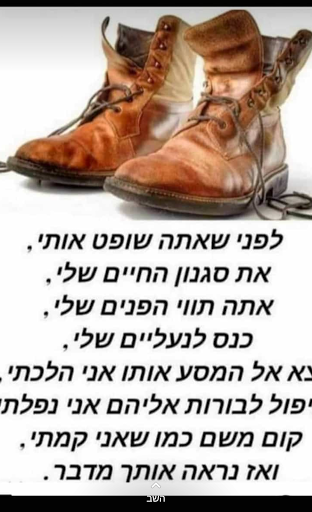 לפני שאתה שופט אותי,
את סגנון החיים שלי,
אתה תווי הפנים שלי,
כנס לנעליים שלי,
צא אל המסע אותו אני הלכתי,
יפול לבורות אליהם אני נפלתי
קום משם כמו שאני קמתי,
ואז נראה אותך מדבר.
השב